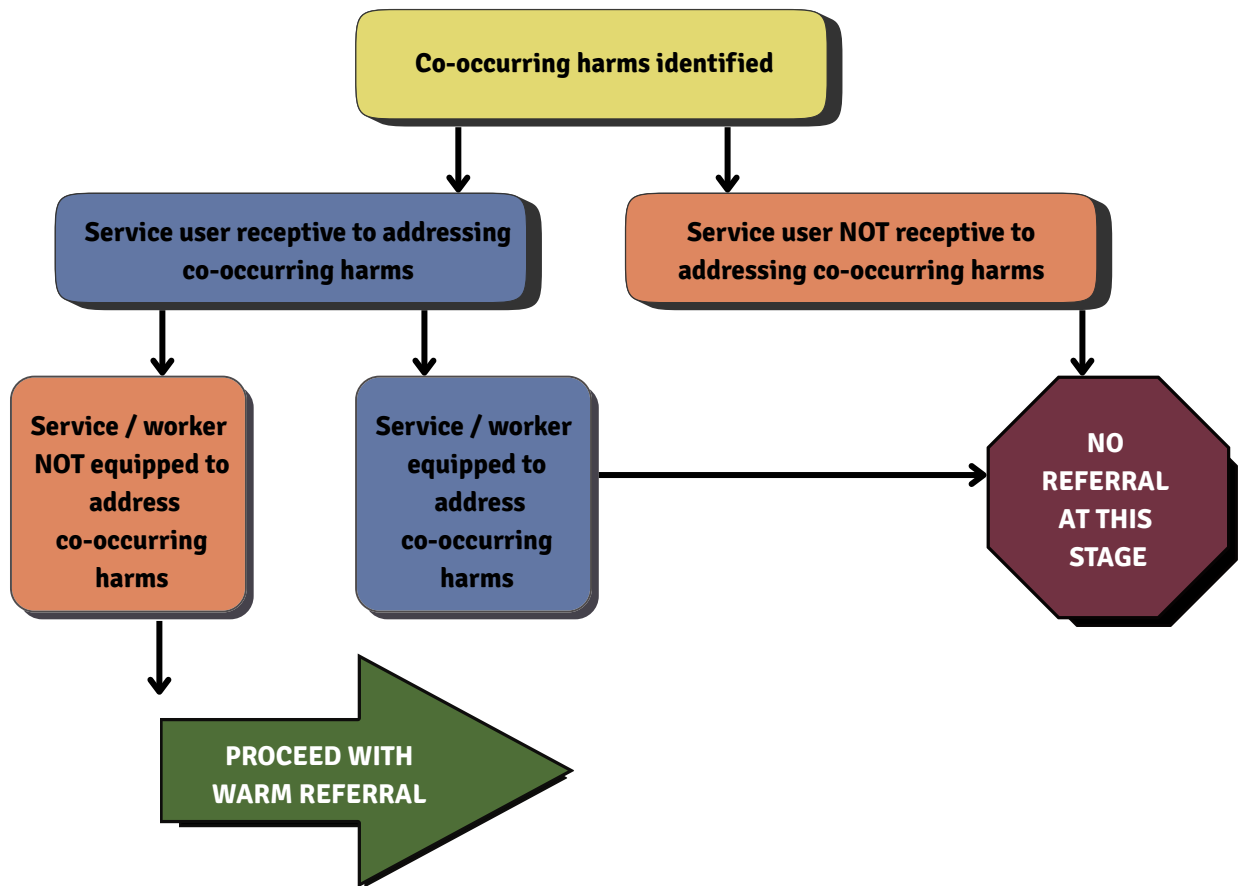 Co-occurring harms identified
Service user receptive to addressing
co-occurring harms
Service user NOT receptive to
addressing co-occurring harms
Service / worker
NOT equipped to
address
co-occurring
harms
Service / worker
equipped to
address
co-occurring
harms
NO
REFERRAL
AT THIS
STAGE
PROCEED WITH
WARM REFERRAL